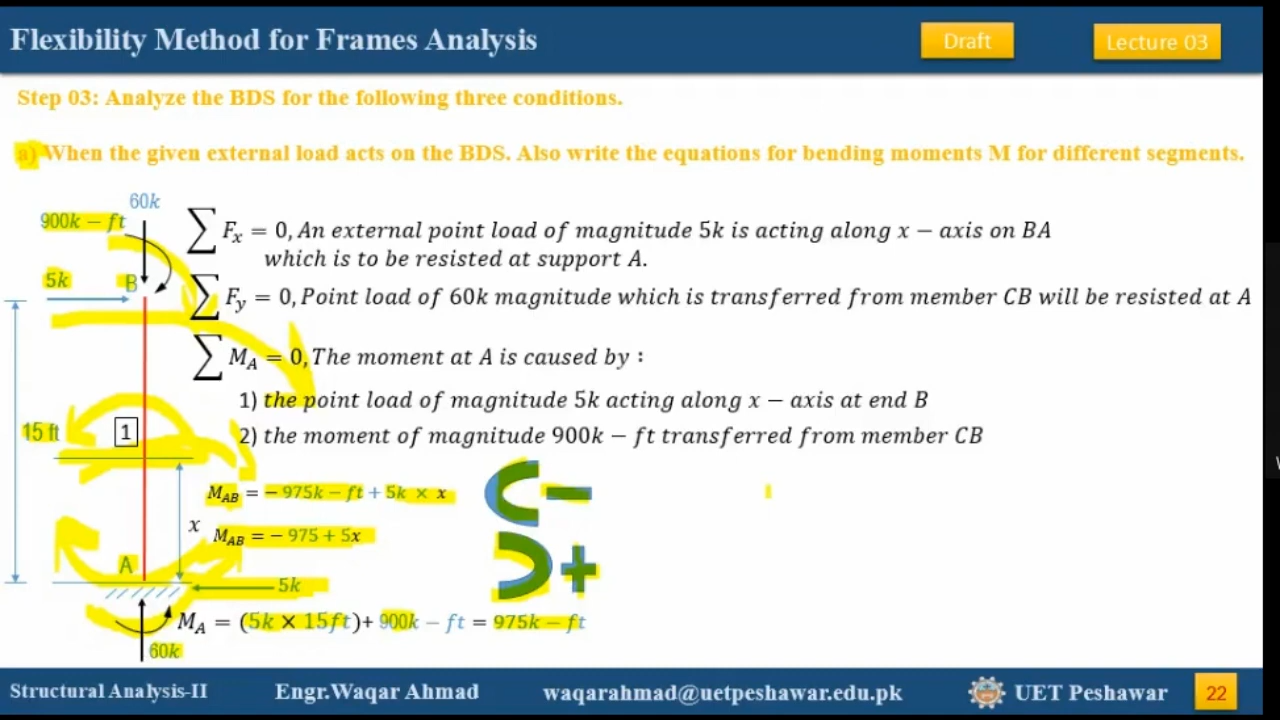 Flexibility Method for Frames Analysis
Draft
Lecture 03
Step 03: Analyze the BDS for the following three conditions.
a) When the given external load acts on the BDS. Also write the equations for bending moments M for different segments.
60k
900k − ft
∑ Fx = 0, An external point load of magnitude 5k is acting along x − axis on BA
which is to be resisted at support A.
5k
B
∑ Fy = 0, Point load of 60k magnitude which is transferred from member CB will be resisted at A
∑ MA = 0, The moment at A is caused by :
1) the point load of magnitude 5k acting along x − axis at end B
15 ft
1
2) the moment of magnitude 900k − ft transferred from member CB
MAB = − 975k − ft + 5k × x
−
x
MAB = − 975 + 5x
+
A
5k
MA = (5k × 15ft)+ 900k − ft = 975k − ft
60k
Structural Analysis-II
Engr.Waqar Ahmad
waqarahmad@uetpeshawar.edu.pk
UET Peshawar
22